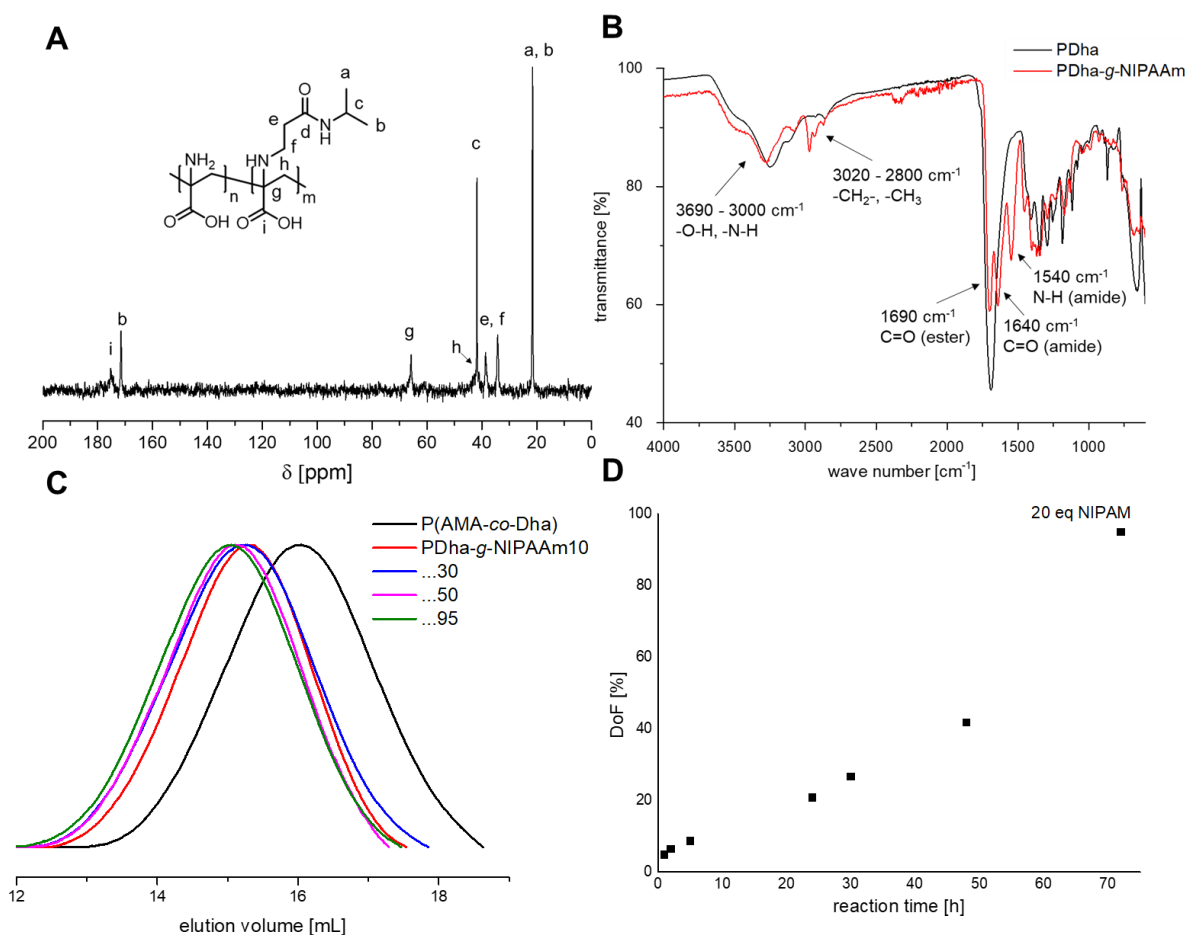 A
a, b
a
c
b
O
e
d
N
H
f
NH2
HN
h
g
n
m
O
OH
O
OH
i
c
i
b
g
h
e, f
200 180 160 140 120 100 80 60 40 20 0
δ [ppm]
B
PDha
PDha-g-NIPAAm
100
80
60
40
transmittance [%]
3690 - 3000 cm-1
-O-H, -N-H
3020 - 2800 cm-1
-CH2-, -CH3
1540 cm-1
N-H (amide)
1690 cm-1
C=O (ester)
1640 cm-1
C=O (amide)
4000 3500 3000 2500 2000 1500 1000
wave number [cm-1]
C
P(AMA-co-Dha)
PDha-g-NIPAAm10
...30
...50
...95
12 14 16 18
elution volume [mL]
D
20 eq NIPAM
100
80
60
40
20
0
DoF [%]
0 10 20 30 40 50 60 70
reaction time [h]